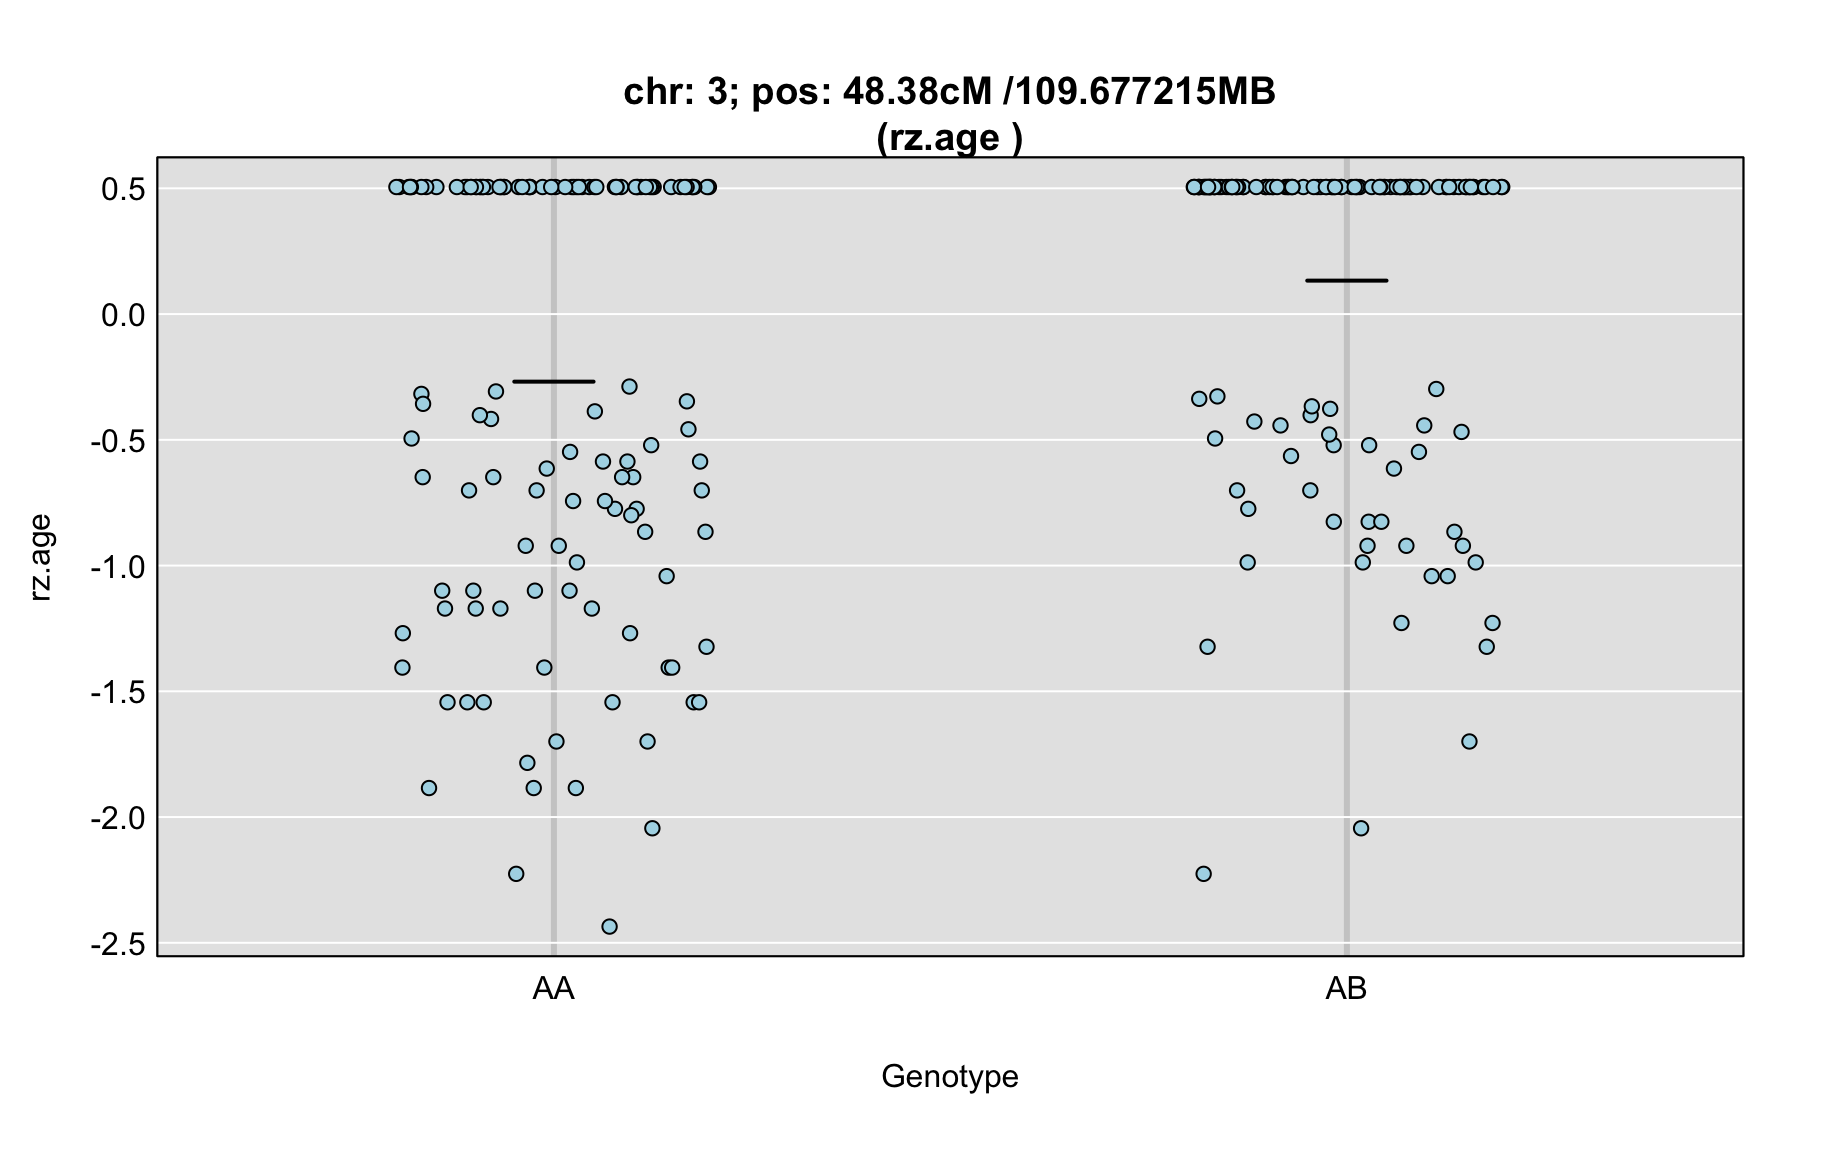 chr: 3; pos: 48.38cM /109.677215MB
(rz.age )
0.5
0.0
-0.5
-1.0
-1.5
-2.0
-2.5
rz.age
AA
AB
Genotype